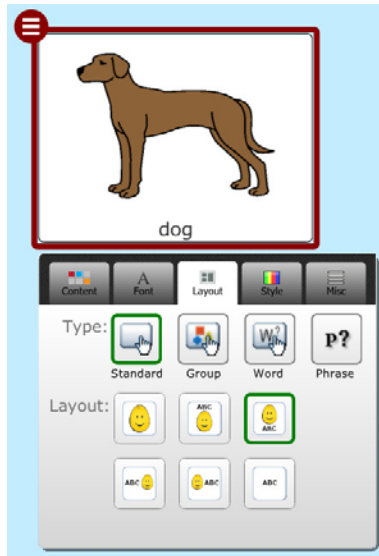 dog
Content Font Layout Style Misc
Type:
W?
P?
Standard Group Word Phrase
Layout:
ABC
ABC
ABC
ABC
ABC